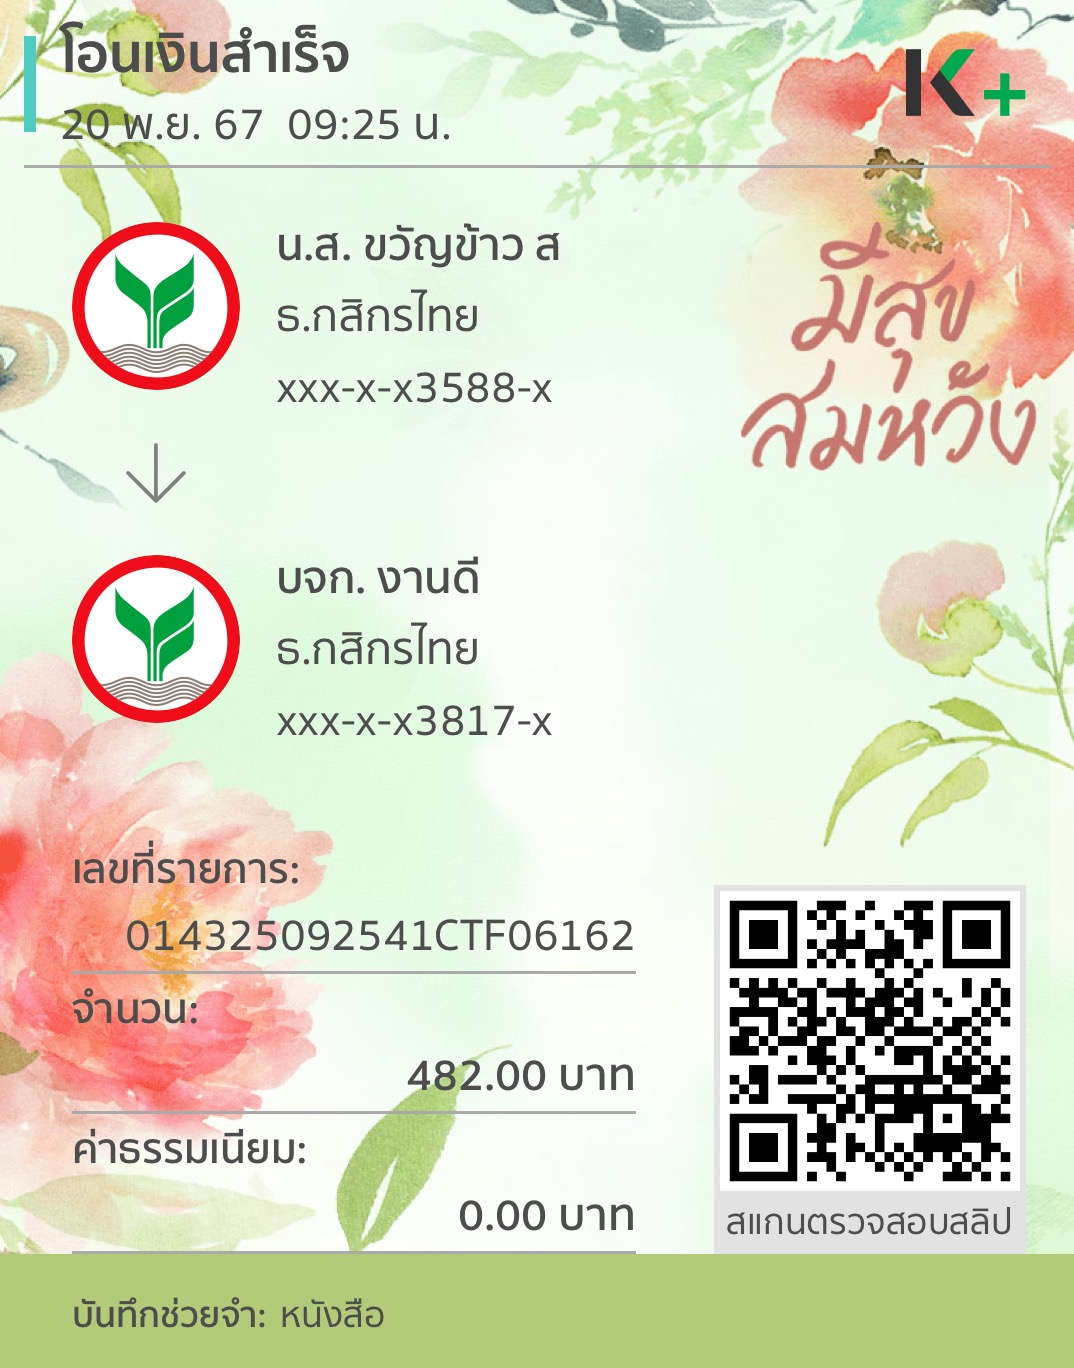 โอนเงินสำเร็จ
20 พ.ย. 67 09:25 น.
K+
น.ส. ขวัญข้าว ส
ธ.กสิกรไทย
xxx-x-x3588-x
มีสุข
สมหวัง
บจก. งานดี
ธ.กสิกรไทย
xxx-x-x3817-x
เลขที่รายการ:
014325092541CTF06162
จำนวน:
482.00 บาท
ค่าธรรมเนียม:
0.00 บาท
สแกนตรวจสอบสลิป
บันทึกช่วยจำ: หนังสือ